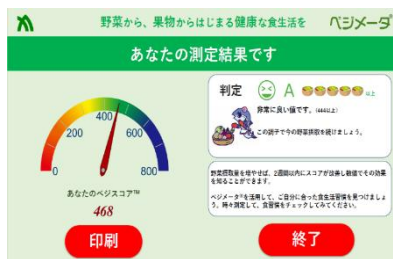 野菜から、果物からはじまる健康な食生活を
ベジメータ®
あなたの測定結果です
判定 A 以上
非常に良い値です。(444以上)
この調子で今の野菜摂取を続けましょう。
0
200
400
600
800
あなたのベジスコア™
468
野菜摂取量を増やせば、2週間以内にスコアが改善し数値でその効果
を知ることができます。
ベジメータ®を活用して、ご自分に合った食生活習慣を見つけましょ
う。時々測定して、食習慣をチェックしてみてください。
印刷
終了